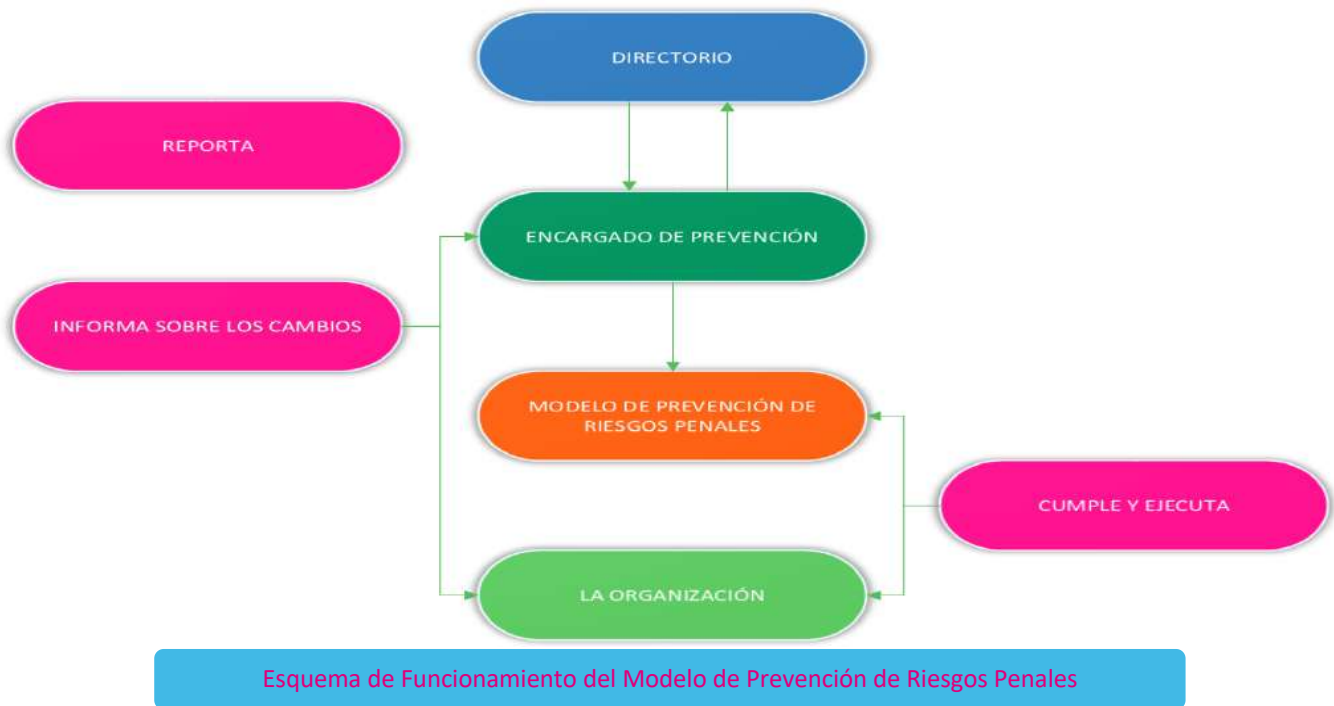 DIRECTORIO
REPORTA
ENCARGADO DE PREVENCIÓN
INFORMA SOBRE LOS CAMBIOS
MODELO DE PREVENCIÓN DE
RIESGOS PENALES
CUMPLE Y EJECUTA
LA ORGANIZACIÓN
Esquema de Funcionamiento del Modelo de Prevención de Riesgos Penales